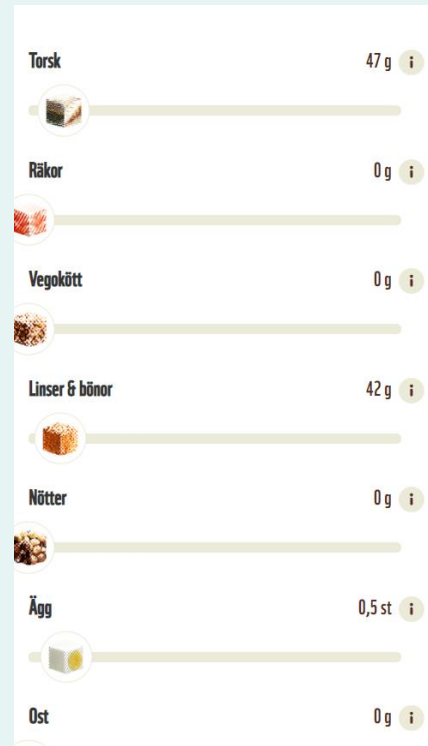 Torsk 47 g i
Räkor 0 g i
Vegokött 0 g i
Linser & bönor 42 g i
Nötter 0 g i
Ägg 0,5 st i
Ost 0 g i